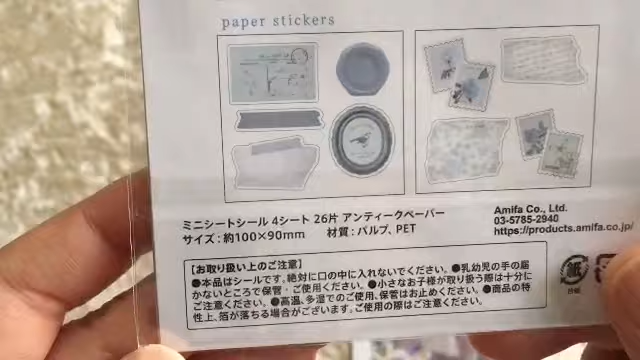 paper stickers
ミニシートシール 4シート 26片 アンティークペーパー
サイズ：約100×90mm 材質：パルプ、PET
Amifa Co., Ltd.
03-5785-2940
https://products.amifa.co.jp/
【お取り扱い上のご注意】
●本品はシールです。絶対に口の中に入れないでください。●乳幼児の手の届
かないところで保管・ご使用ください。●小さなお子様が取り扱う際は十分に
ご注意ください。●高温、多湿でのご使用、保管はお止めください。●商品の特
性上、箔が落ちる場合がございます。ご使用の際はご注意ください。
紙